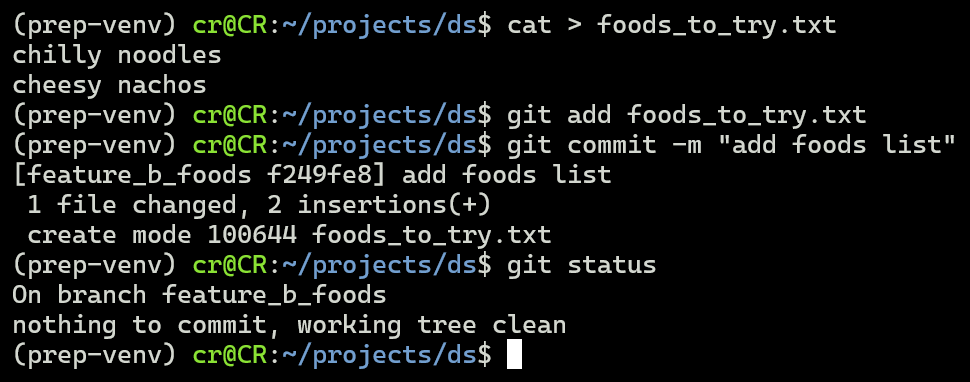 (prep-venv) cr@CR:~/projects/ds$ cat > foods_to_try.txt
chilly noodles
cheesy nachos
(prep-venv) cr@CR:~/projects/ds$ git add foods_to_try.txt
(prep-venv) cr@CR:~/projects/ds$ git commit -m "add foods list"
[feature_b_foods f249fe8] add foods list
 1 file changed, 2 insertions(+)
 create mode 100644 foods_to_try.txt
(prep-venv) cr@CR:~/projects/ds$ git status
On branch feature_b_foods
nothing to commit, working tree clean
(prep-venv) cr@CR:~/projects/ds$